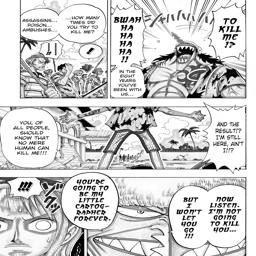 TO
KILL
ME!?
BWAH
HA
HA
HA
HA!!
IN THE
EIGHT
YEARS
YOU'VE
BEEN WITH
US...
...HOW MANY
TIMES DID
YOU TRY
TO KILL
ME?
ASSASSINS...
POISON...
AMBUSHES...
AND THE
RESULT!?
I'M STILL
HERE, AIN'T
I!!?
YOU, OF
ALL PEOPLE,
SHOULD
KNOW THAT
NO MERE
HUMAN CAN
KILL ME!!!
NOW
LISTEN.
I'M NOT
GOING
TO KILL
YOU...
BUT
I
WON'T
LET
YOU
GO
!!!
YOU'RE
GOING TO
BE MY
LITTLE
CARTOG-
RAPHER
FOREVER.
!!!